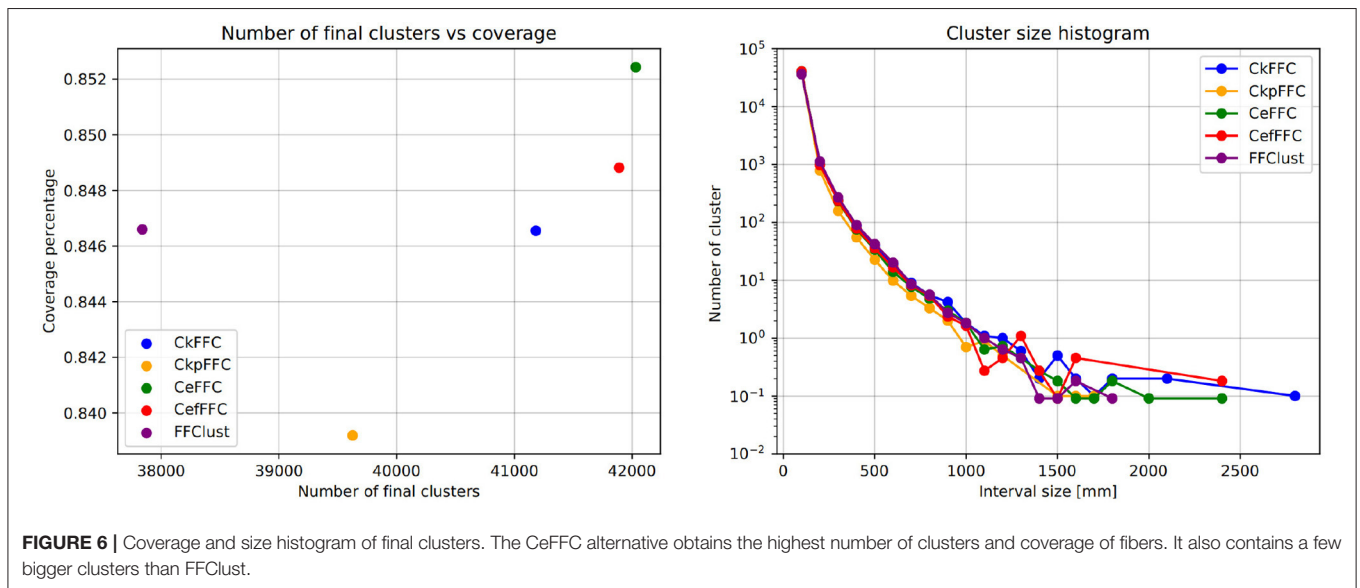 Number of final clusters vs coverage
0.852
0.850
0.848
0.846
0.844
0.842
0.840
Coverage percentage
CkFFC
CkpFFC
CeFFC
CefFFC
FFClust
38000 39000 40000 41000 42000
Number of final clusters
Cluster size histogram
10^5
10^4
10^3
10^2
10^1
10^0
10^-1
10^-2
Number of cluster
CkFFC
CkpFFC
CeFFC
CefFFC
FFClust
0 500 1000 1500 2000 2500
Interval size [mm]
FIGURE 6 | Coverage and size histogram of final clusters. The CeFFC alternative obtains the highest number of clusters and coverage of fibers. It also contains a few
bigger clusters than FFClust.